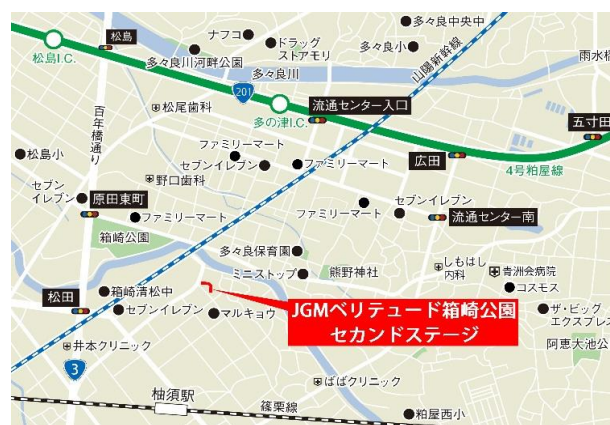 ナフコ
多々良中央中
松島
ドラッグ
ストアモリ
多々良小
松島I.C.
多々良川河畔公園
山陽新幹線
雨水橋
多々良川
201
百年橋通り
松尾歯科
多の津I.C.
流通センター入口
五寸田
松島小
ファミリーマート
セブンイレブン
ファミリーマート
広田
4号粕屋線
野口歯科
セブン
イレブン
原田東町
ファミリーマート
ファミリーマート
セブンイレブン
流通センター南
箱崎公園
多々良保育園
しもはし
内科
青洲会病院
ミニストップ
熊野神社
コスモス
箱崎清松中
松田
セブンイレブン
マルキョウ
JGMベリテュード箱崎公園
セカンドステージ
ザ・ビッグ
エクスプレス
阿恵大池公
井本クリニック
3
柚須駅
ばばクリニック
篠栗線
粕屋西小